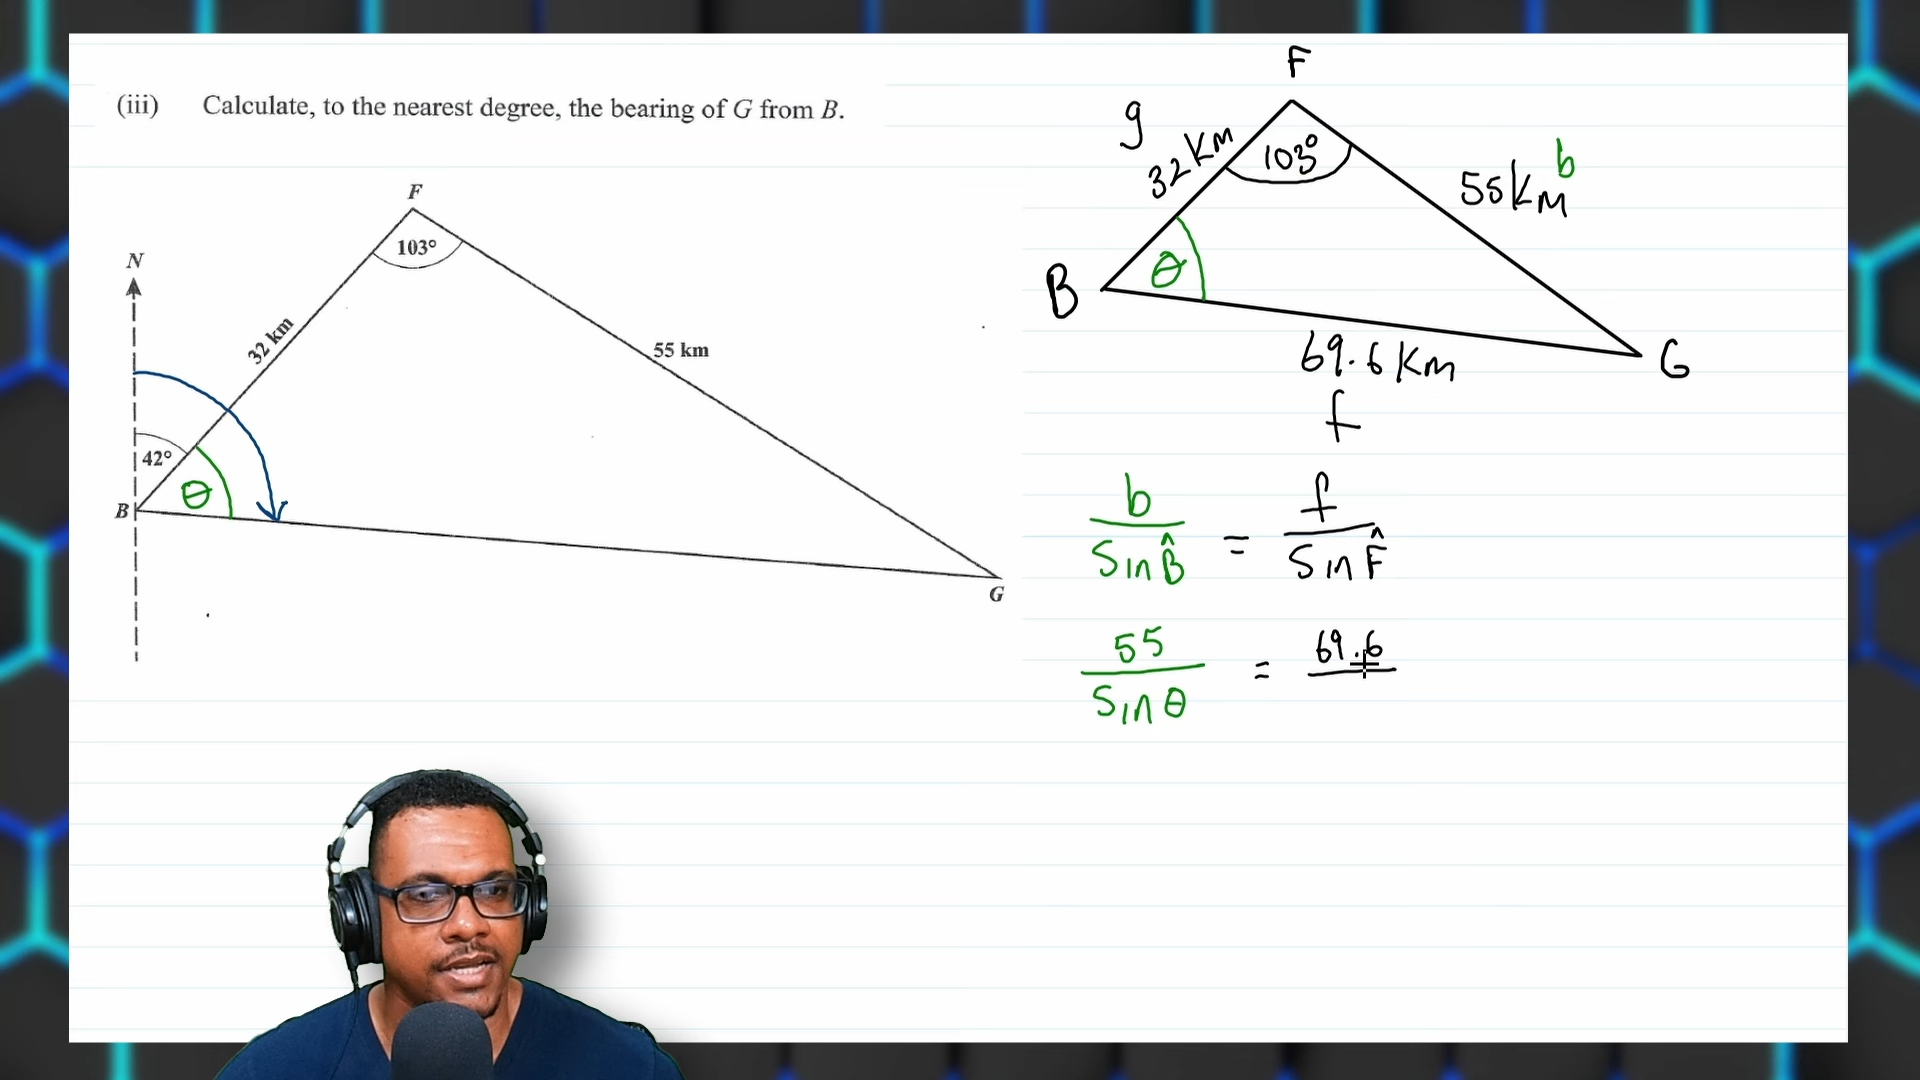 (iii) Calculate, to the nearest degree, the bearing of G from B.
F
103°
N
32 km
55 km
42°
θ
B
G
F
g
32 Km
103°
b
55 Km
B
θ
69.6 Km
G
f
b / Sin B̂ = f / Sin F̂
55 / Sin θ = 69.6